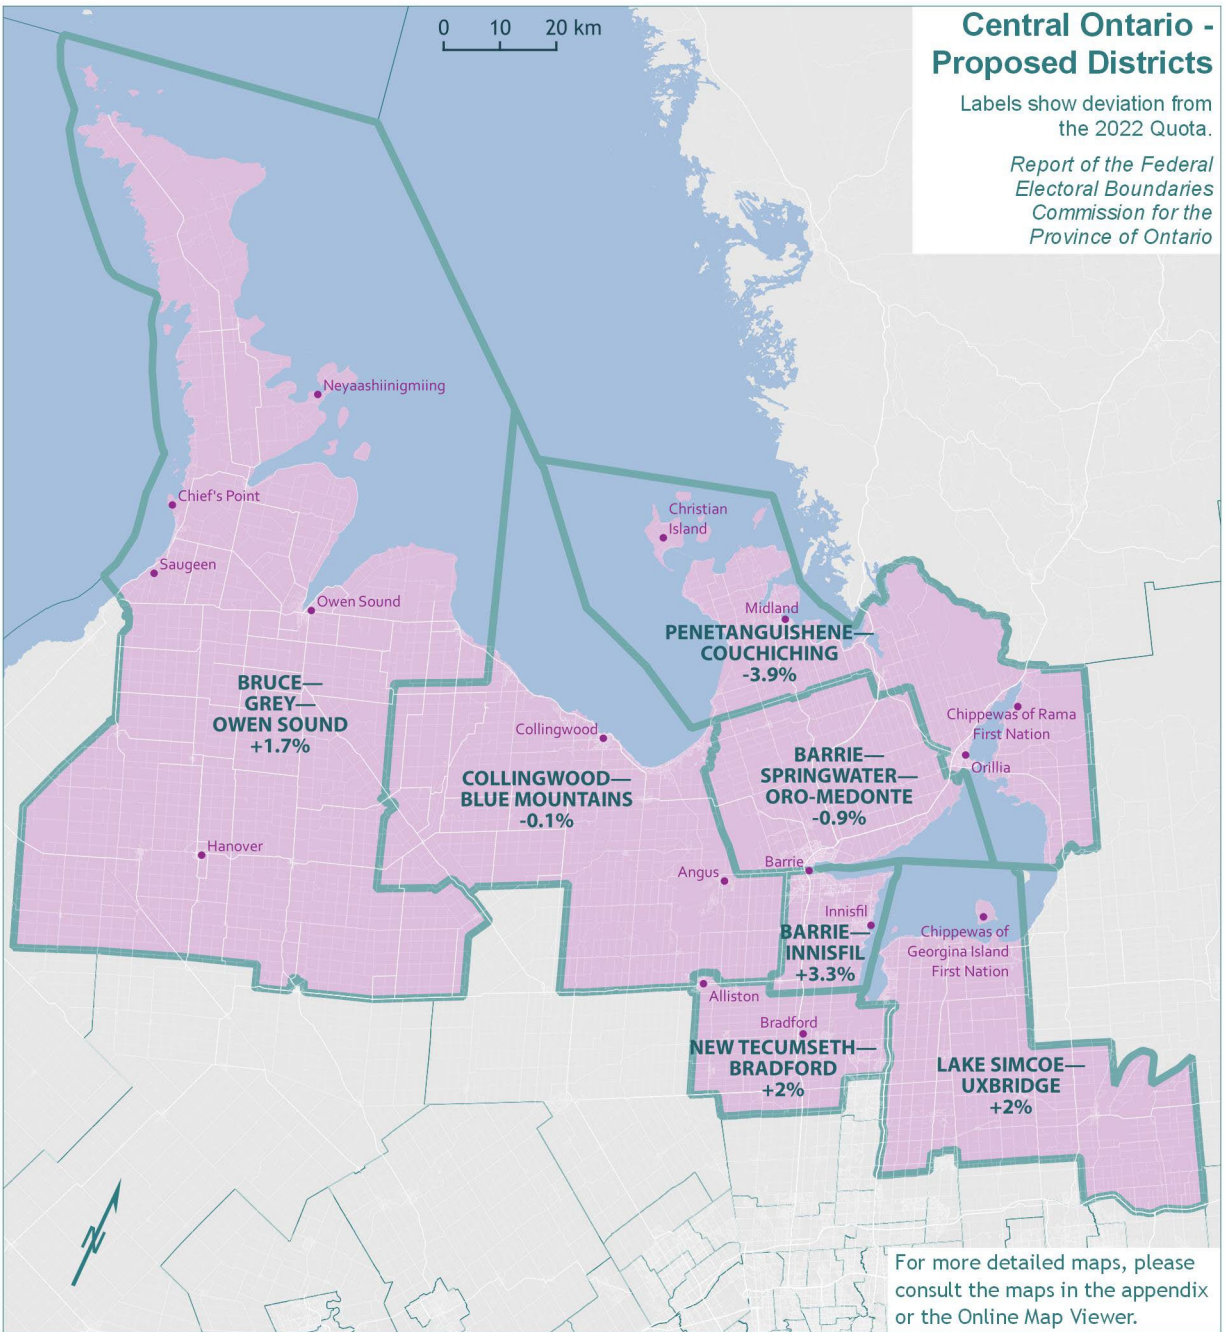 0 10 20 km
Central Ontario -
Proposed Districts
Labels show deviation from
the 2022 Quota.
Report of the Federal
Electoral Boundaries
Commission for the
Province of Ontario
Neyaashiinigmiing
Chief's Point
Saugeen
Owen Sound
BRUCE—
GREY—
OWEN SOUND
+1.7%
Hanover
Christian
Island
Midland
PENETANGUISHENE—
COUCHICHING
-3.9%
Collingwood
COLLINGWOOD—
BLUE MOUNTAINS
-0.1%
Angus
Chippewas of Rama
First Nation
Orillia
BARRIE—
SPRINGWATER—
ORO-MEDONTE
-0.9%
Barrie
Innisfil
BARRIE—
INNISFIL
+3.3%
Chippewas of
Georgina Island
First Nation
Alliston
Bradford
NEW TECUMSETH—
BRADFORD
+2%
LAKE SIMCOE—
UXBRIDGE
+2%
N
For more detailed maps, please
consult the maps in the appendix
or the Online Map Viewer.